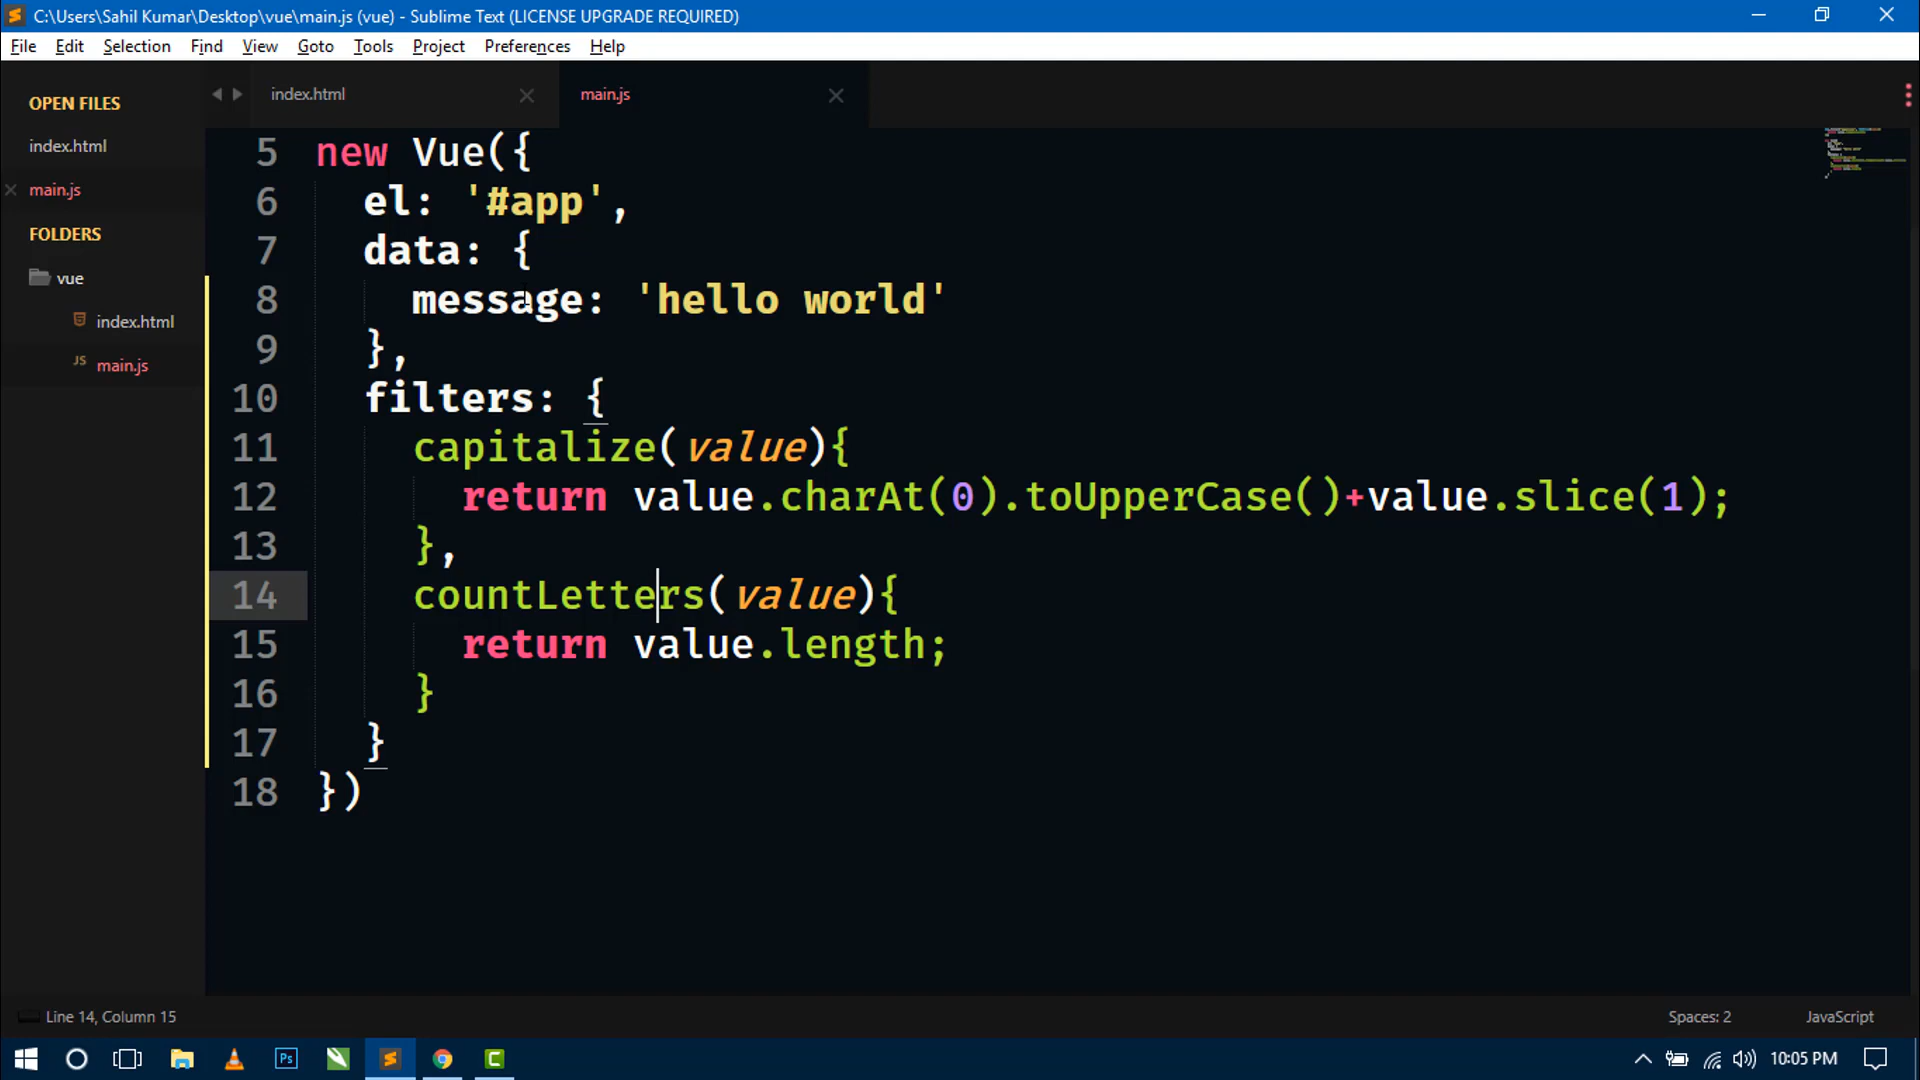 C:\Users\Sahil Kumar\Desktop\vue\main.js (vue) - Sublime Text (LICENSE UPGRADE REQUIRED)
File Edit Selection Find View Goto Tools Project Preferences Help
OPEN FILES
index.html
main.js
FOLDERS
vue
index.html
JS main.js
index.html main.js
5 new Vue({
6 el: '#app',
7 data: {
8 message: 'hello world'
9 },
10 filters: {
11 capitalize(value){
12 return value.charAt(0).toUpperCase()+value.slice(1);
13 },
14 countLetters(value){
15 return value.length;
16 }
17 }
18 })
Line 14, Column 15 Spaces: 2 JavaScript
Ps C 10:05 PM